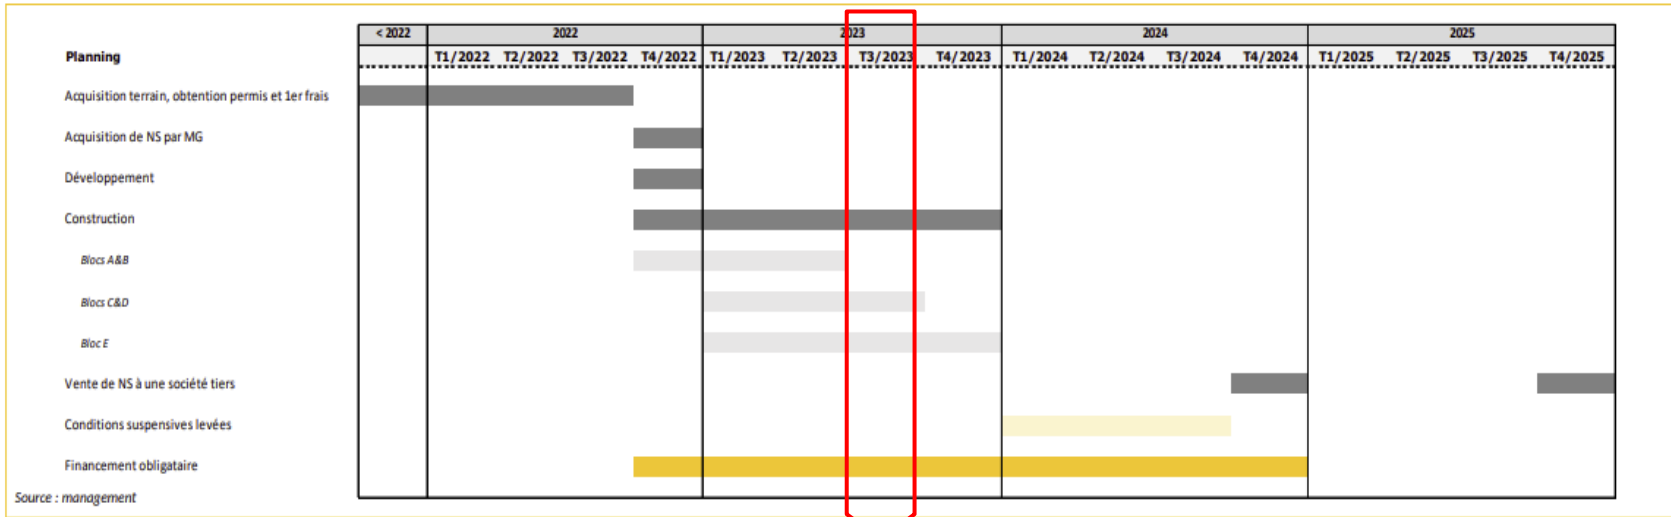 < 2022 2022 2023 2024 2025
Planning T1/2022 T2/2022 T3/2022 T4/2022 T1/2023 T2/2023 T3/2023 T4/2023 T1/2024 T2/2024 T3/2024 T4/2024 T1/2025 T2/2025 T3/2025 T4/2025
Acquisition terrain, obtention permis et 1er frais
Acquisition de NS par MG
Développement
Construction
Blocs A&B
Blocs C&D
Bloc E
Vente de NS à une société tiers
Conditions suspensives levées
Financement obligataire
Source : management